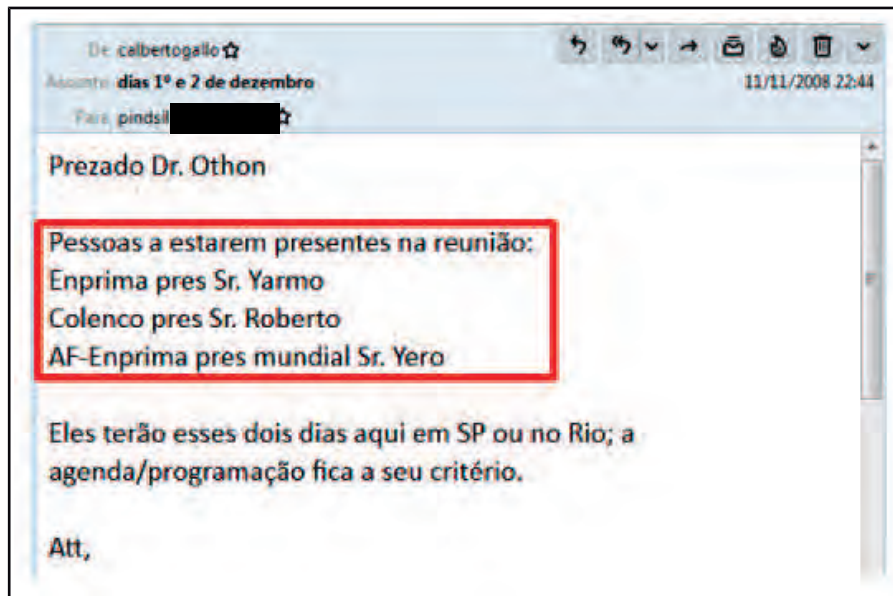 De calbertogallo
Assunto dias 1º e 2 de dezembro
11/11/2008 22:44
Para pindsil
Prezado Dr. Othon
Pessoas a estarem presentes na reunião:
Enprima pres Sr. Yarmo
Colenco pres Sr. Roberto
AF-Enprima pres mundial Sr. Yero
Eles terão esses dois dias aqui em SP ou no Rio; a
agenda/programação fica a seu critério.
Att,